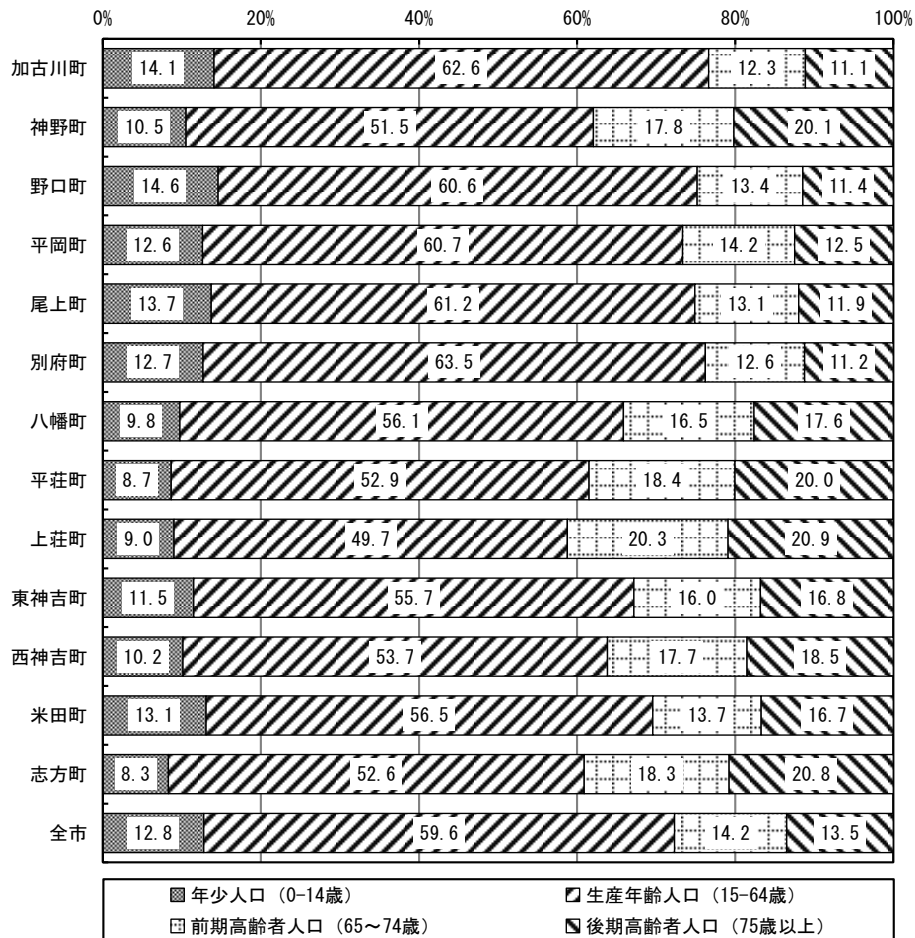 0% 20% 40% 60% 80% 100%
加古川町 14.1 62.6 12.3 11.1
神野町 10.5 51.5 17.8 20.1
野口町 14.6 60.6 13.4 11.4
平岡町 12.6 60.7 14.2 12.5
尾上町 13.7 61.2 13.1 11.9
別府町 12.7 63.5 12.6 11.2
八幡町 9.8 56.1 16.5 17.6
平荘町 8.7 52.9 18.4 20.0
上荘町 9.0 49.7 20.3 20.9
東神吉町 11.5 55.7 16.0 16.8
西神吉町 10.2 53.7 17.7 18.5
米田町 13.1 56.5 13.7 16.7
志方町 8.3 52.6 18.3 20.8
全市 12.8 59.6 14.2 13.5
年少人口（0-14歳） 生産年齢人口（15-64歳）
前期高齢者人口（65～74歳） 後期高齢者人口（75歳以上）